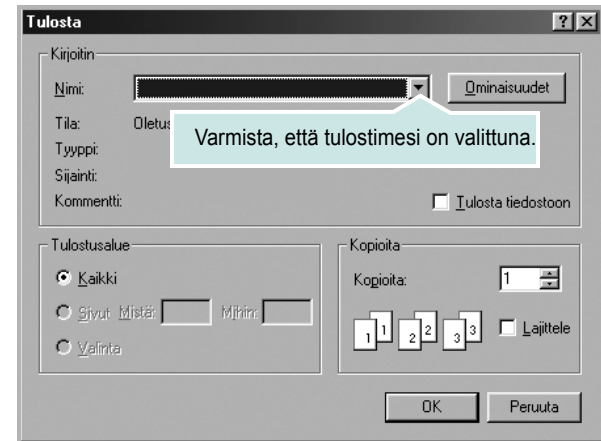 Tulosta
Kirjoitin
Nimi:
Ominaisuudet
Tila: Oletus
Varmista, että tulostimesi on valittuna.
Tyyppi:
Sijainti:
Kommentti:
Tulosta tiedostoon
Tulostusalue
Kaikki
Sivut Mistä: Mihin:
Valinta
Kopioita
Kopioita: 1
1 1 2 2 3 3
Lajittele
OK Peruuta